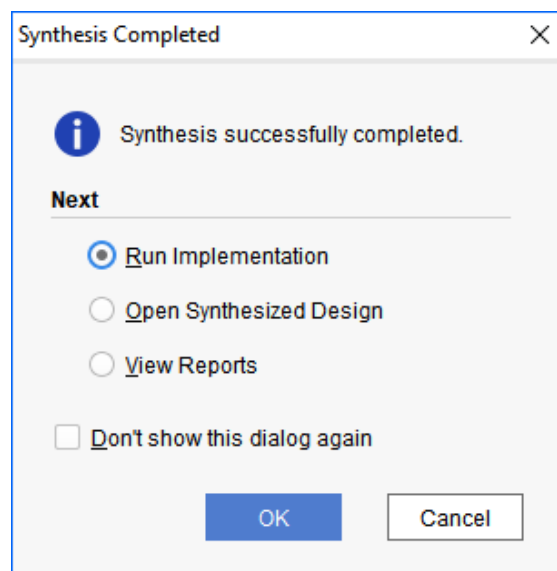 Synthesis Completed
Synthesis successfully completed.
Next
Run Implementation
Open Synthesized Design
View Reports
Don't show this dialog again
OK
Cancel